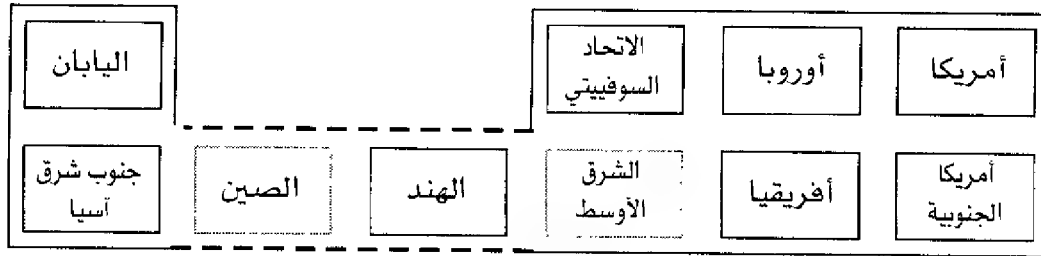 أمريكا
أوروبا
الاتحاد
السوفييتي
اليابان
أمريكا
الجنوبية
أفريقيا
الشرق
الأوسط
الهند
الصين
جنوب شرق
آسيا